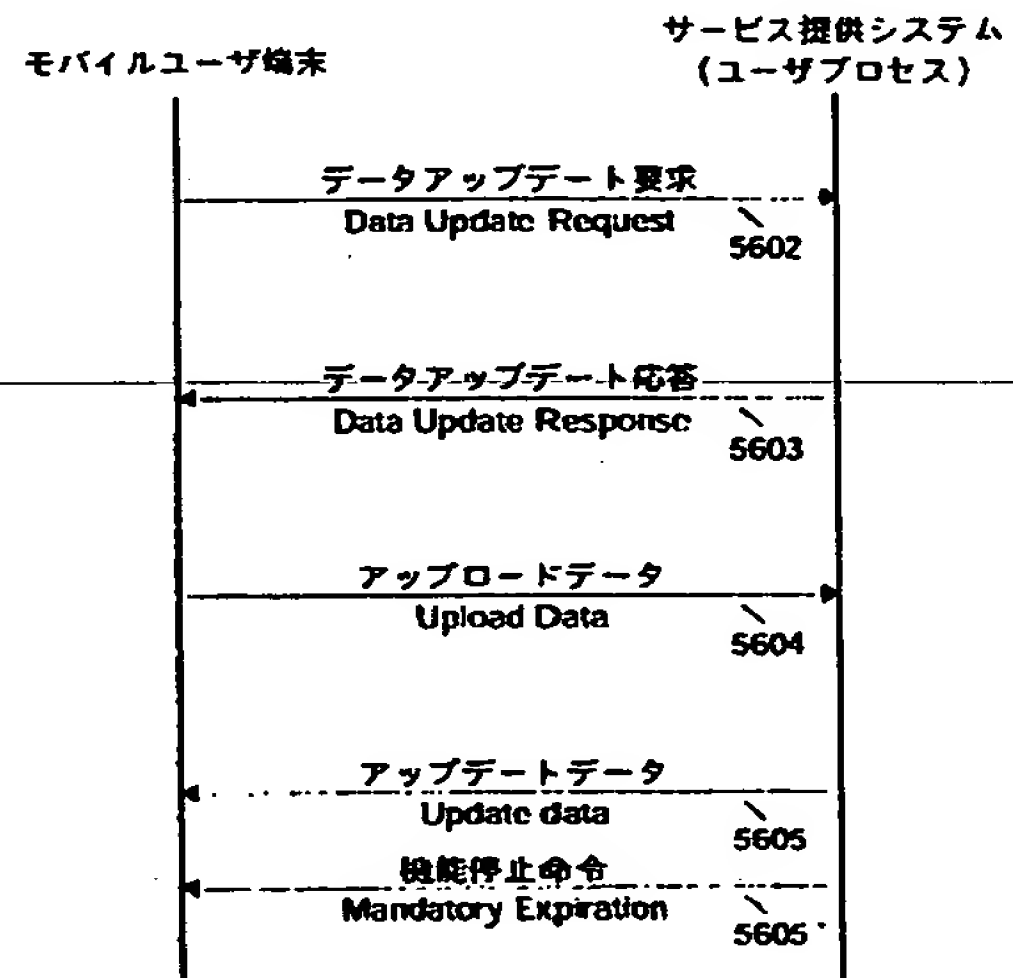 モバイルユーザ端末
サービス提供システム
(ユーザプロセス)
データアップデート要求
Data Update Request
5602
データアップデート応答
Data Update Response
5603
アップロードデータ
Upload Data
5604
アップデートデータ
Update data
5605
機能停止命令
Mandatory Expiration
5605'